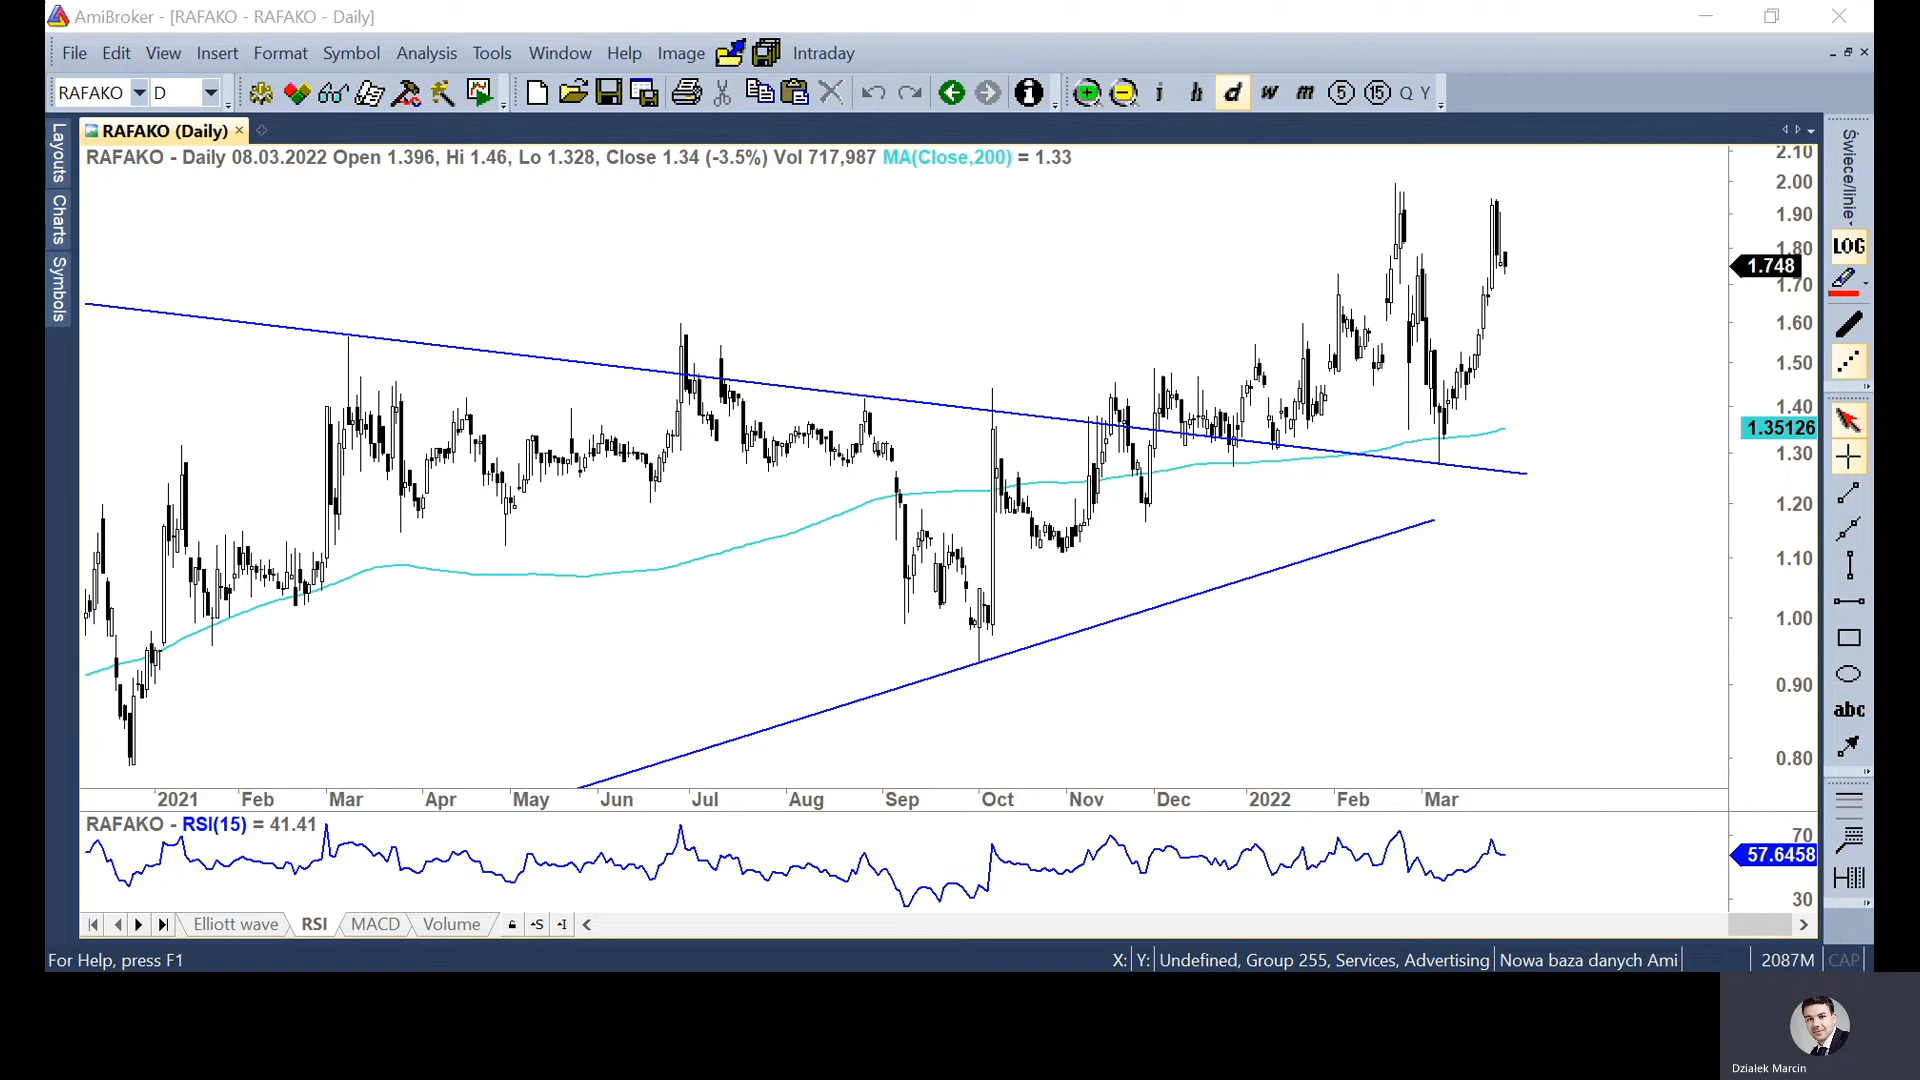 AmiBroker - [RAFAKO - RAFAKO - Daily]
File Edit View Insert Format Symbol Analysis Tools Window Help Image Intraday
RAFAKO D i h d w m 5 15 Q Y
RAFAKO (Daily)
RAFAKO - Daily 08.03.2022 Open 1.396, Hi 1.46, Lo 1.328, Close 1.34 (-3.5%) Vol 717,987 MA(Close,200) = 1.33
Layouts
Charts
Symbols
2.10
2.00
1.90
1.80
1.748
1.70
1.60
1.50
1.40
1.35126
1.30
1.20
1.10
1.00
0.90
0.80
Świece/linie
LOG
abc
2021 Feb Mar Apr May Jun Jul Aug Sep Oct Nov Dec 2022 Feb Mar
RAFAKO - RSI(15) = 41.41
70
57.6458
30
Elliott wave RSI MACD Volume S I
For Help, press F1 X: Y: Undefined, Group 255, Services, Advertising Nowa baza danych Ami 2087M CAP
Działek Marcin